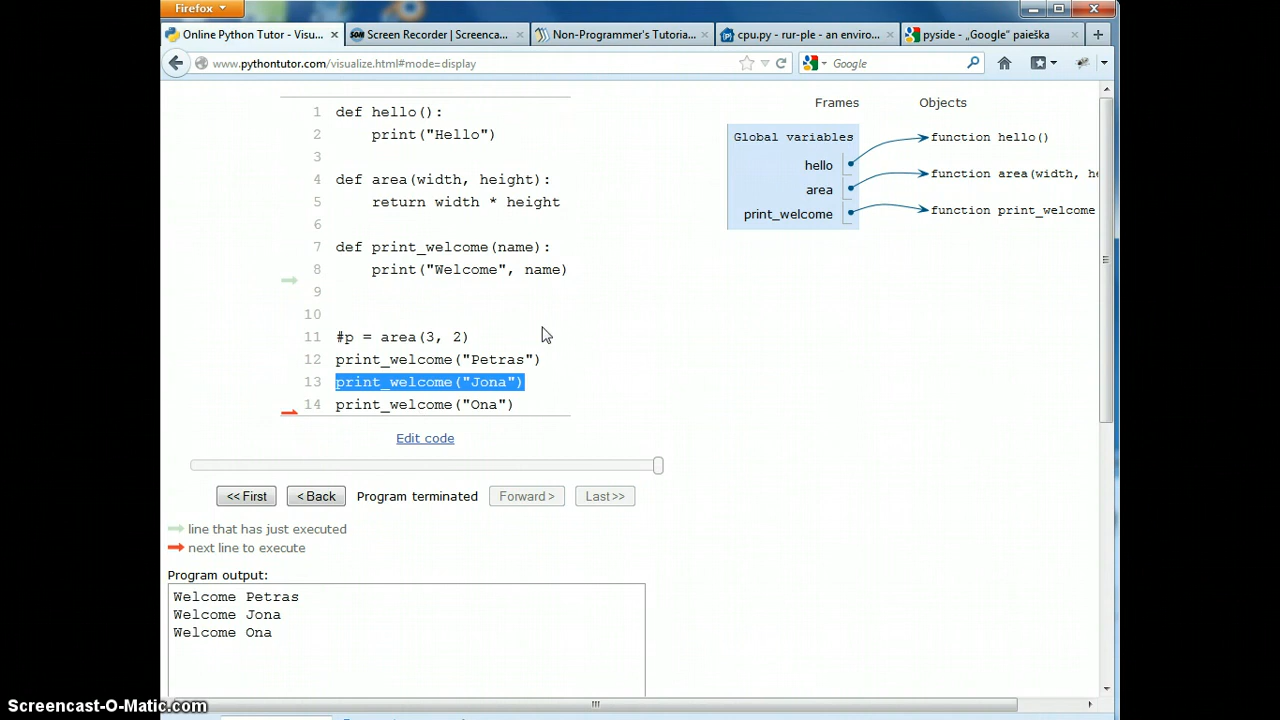 Firefox
Online Python Tutor - Visu...
Screen Recorder | Screenca...
Non-Programmer's Tutoria...
cpu.py - rur-ple - an enviro...
pyside - „Google” paieška
www.pythontutor.com/visualize.html#mode=display
Google
1 def hello():
2 print("Hello")
3
4 def area(width, height):
5 return width * height
6
7 def print_welcome(name):
8 print("Welcome", name)
9
10
11 #p = area(3, 2)
12 print_welcome("Petras")
13 print_welcome("Jona")
14 print_welcome("Ona")
Edit code
<< First
< Back
Program terminated
Forward >
Last >>
line that has just executed
next line to execute
Program output:
Welcome Petras
Welcome Jona
Welcome Ona
Frames
Objects
Global variables
hello
function hello()
area
function area(width, he
print_welcome
function print_welcome
Screencast-O-Matic.com